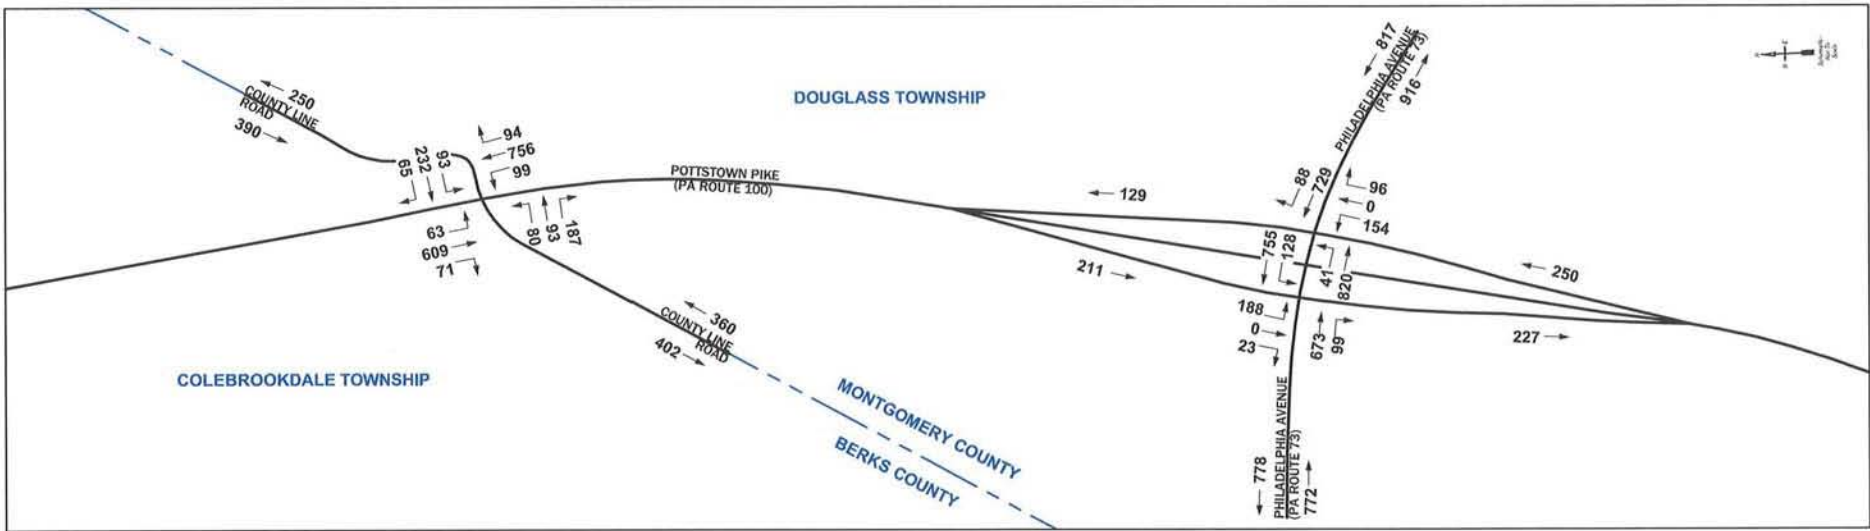 DOUGLASS TOWNSHIP
250
COUNTY LINE
ROAD
390
65
232
93
94
756
99
63
609
71
80
93
187
POTTSTOWN PIKE
(PA ROUTE 100)
360
COUNTY LINE
ROAD
402
COLEBROOKDALE TOWNSHIP
MONTGOMERY COUNTY
BERKS COUNTY
817
PHILADELPHIA AVENUE
(PA ROUTE 73)
916
129
88
729
96
0
154
755
128
41
820
250
211
188
0
23
673
99
227
778
PHILADELPHIA AVENUE
(PA ROUTE 73)
772